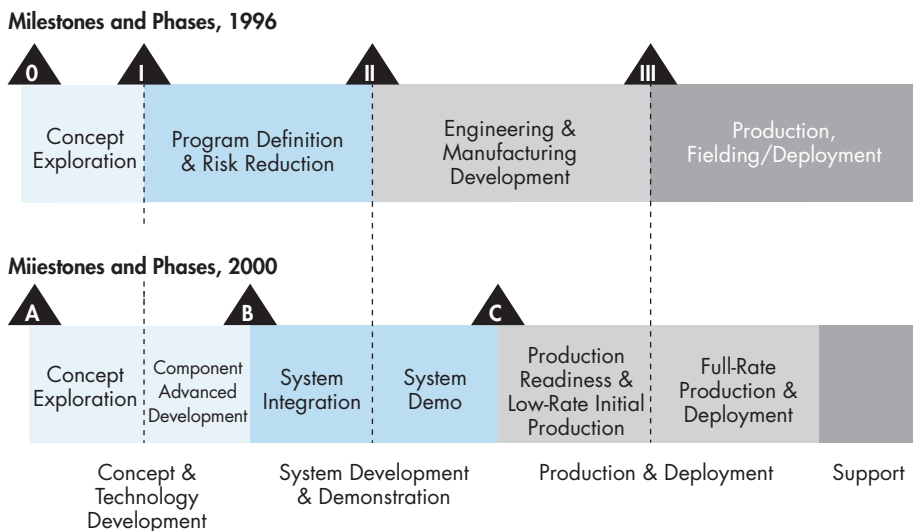 Milestones and Phases, 1996
0
I
II
III
Concept
Exploration
Program Definition
& Risk Reduction
Engineering &
Manufacturing
Development
Production,
Fielding/Deployment
Miiestones and Phases, 2000
A
B
C
Concept
Exploration
Component
Advanced
Development
System
Integration
System
Demo
Production
Readiness &
Low-Rate Initial
Production
Full-Rate
Production &
Deployment
Concept &
Technology
Development
System Development
& Demonstration
Production & Deployment
Support